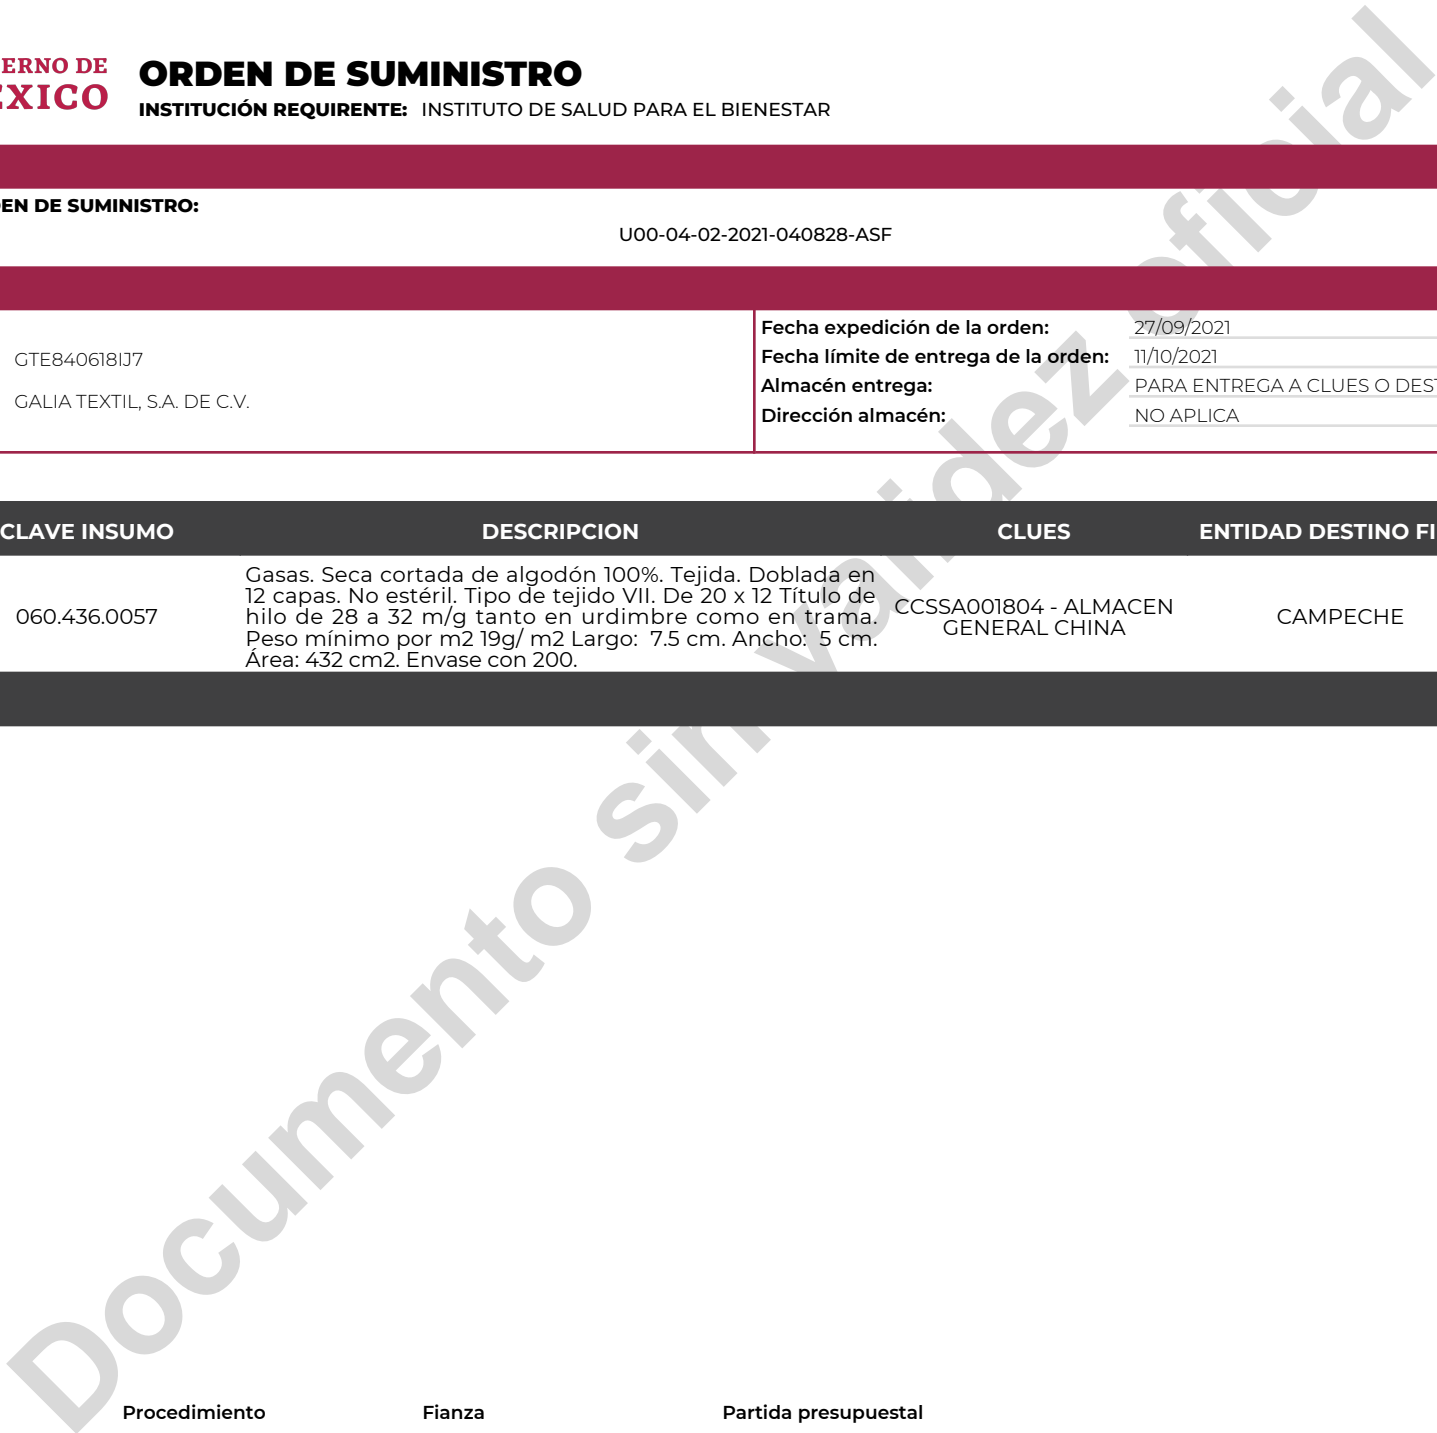 ERNO DE
EXICO
ORDEN DE SUMINISTRO
INSTITUCIÓN REQUIRENTE: INSTITUTO DE SALUD PARA EL BIENESTAR
EN DE SUMINISTRO:
U00-04-02-2021-040828-ASF
GTE840618IJ7
GALIA TEXTIL, S.A. DE C.V.
Fecha expedición de la orden: 27/09/2021
Fecha límite de entrega de la orden: 11/10/2021
Almacén entrega: PARA ENTREGA A CLUES O DEST
Dirección almacén: NO APLICA
CLAVE INSUMO DESCRIPCION CLUES ENTIDAD DESTINO FI
060.436.0057
Gasas. Seca cortada de algodón 100%. Tejida. Doblada en
12 capas. No estéril. Tipo de tejido VII. De 20 x 12 Título de
hilo de 28 a 32 m/g tanto en urdimbre como en trama.
Peso mínimo por m2 19g/ m2 Largo: 7.5 cm. Ancho: 5 cm.
Área: 432 cm2. Envase con 200.
CCSSA001804 - ALMACEN
GENERAL CHINA
CAMPECHE
Documento sin validez oficial
Procedimiento Fianza Partida presupuestal